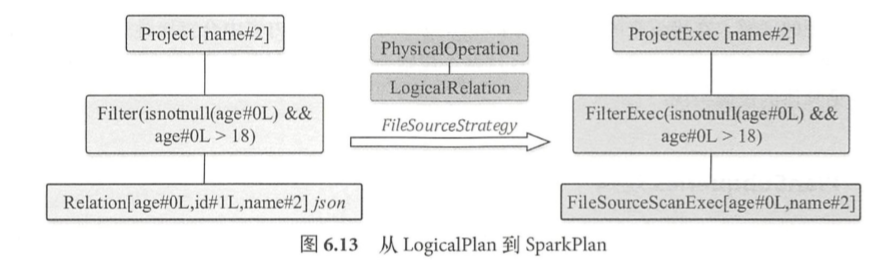 Project [name#2]
Filter(isnotnull(age#0L) &&
age#0L > 18)
Relation[age#0L,id#1L,name#2] json
PhysicalOperation
LogicalRelation
FileSourceStrategy
ProjectExec [name#2]
FilterExec(isnotnull(age#0L) &&
age#0L > 18)
FileSourceScanExec[age#0L,name#2]
图 6.13 从 LogicalPlan 到 SparkPlan